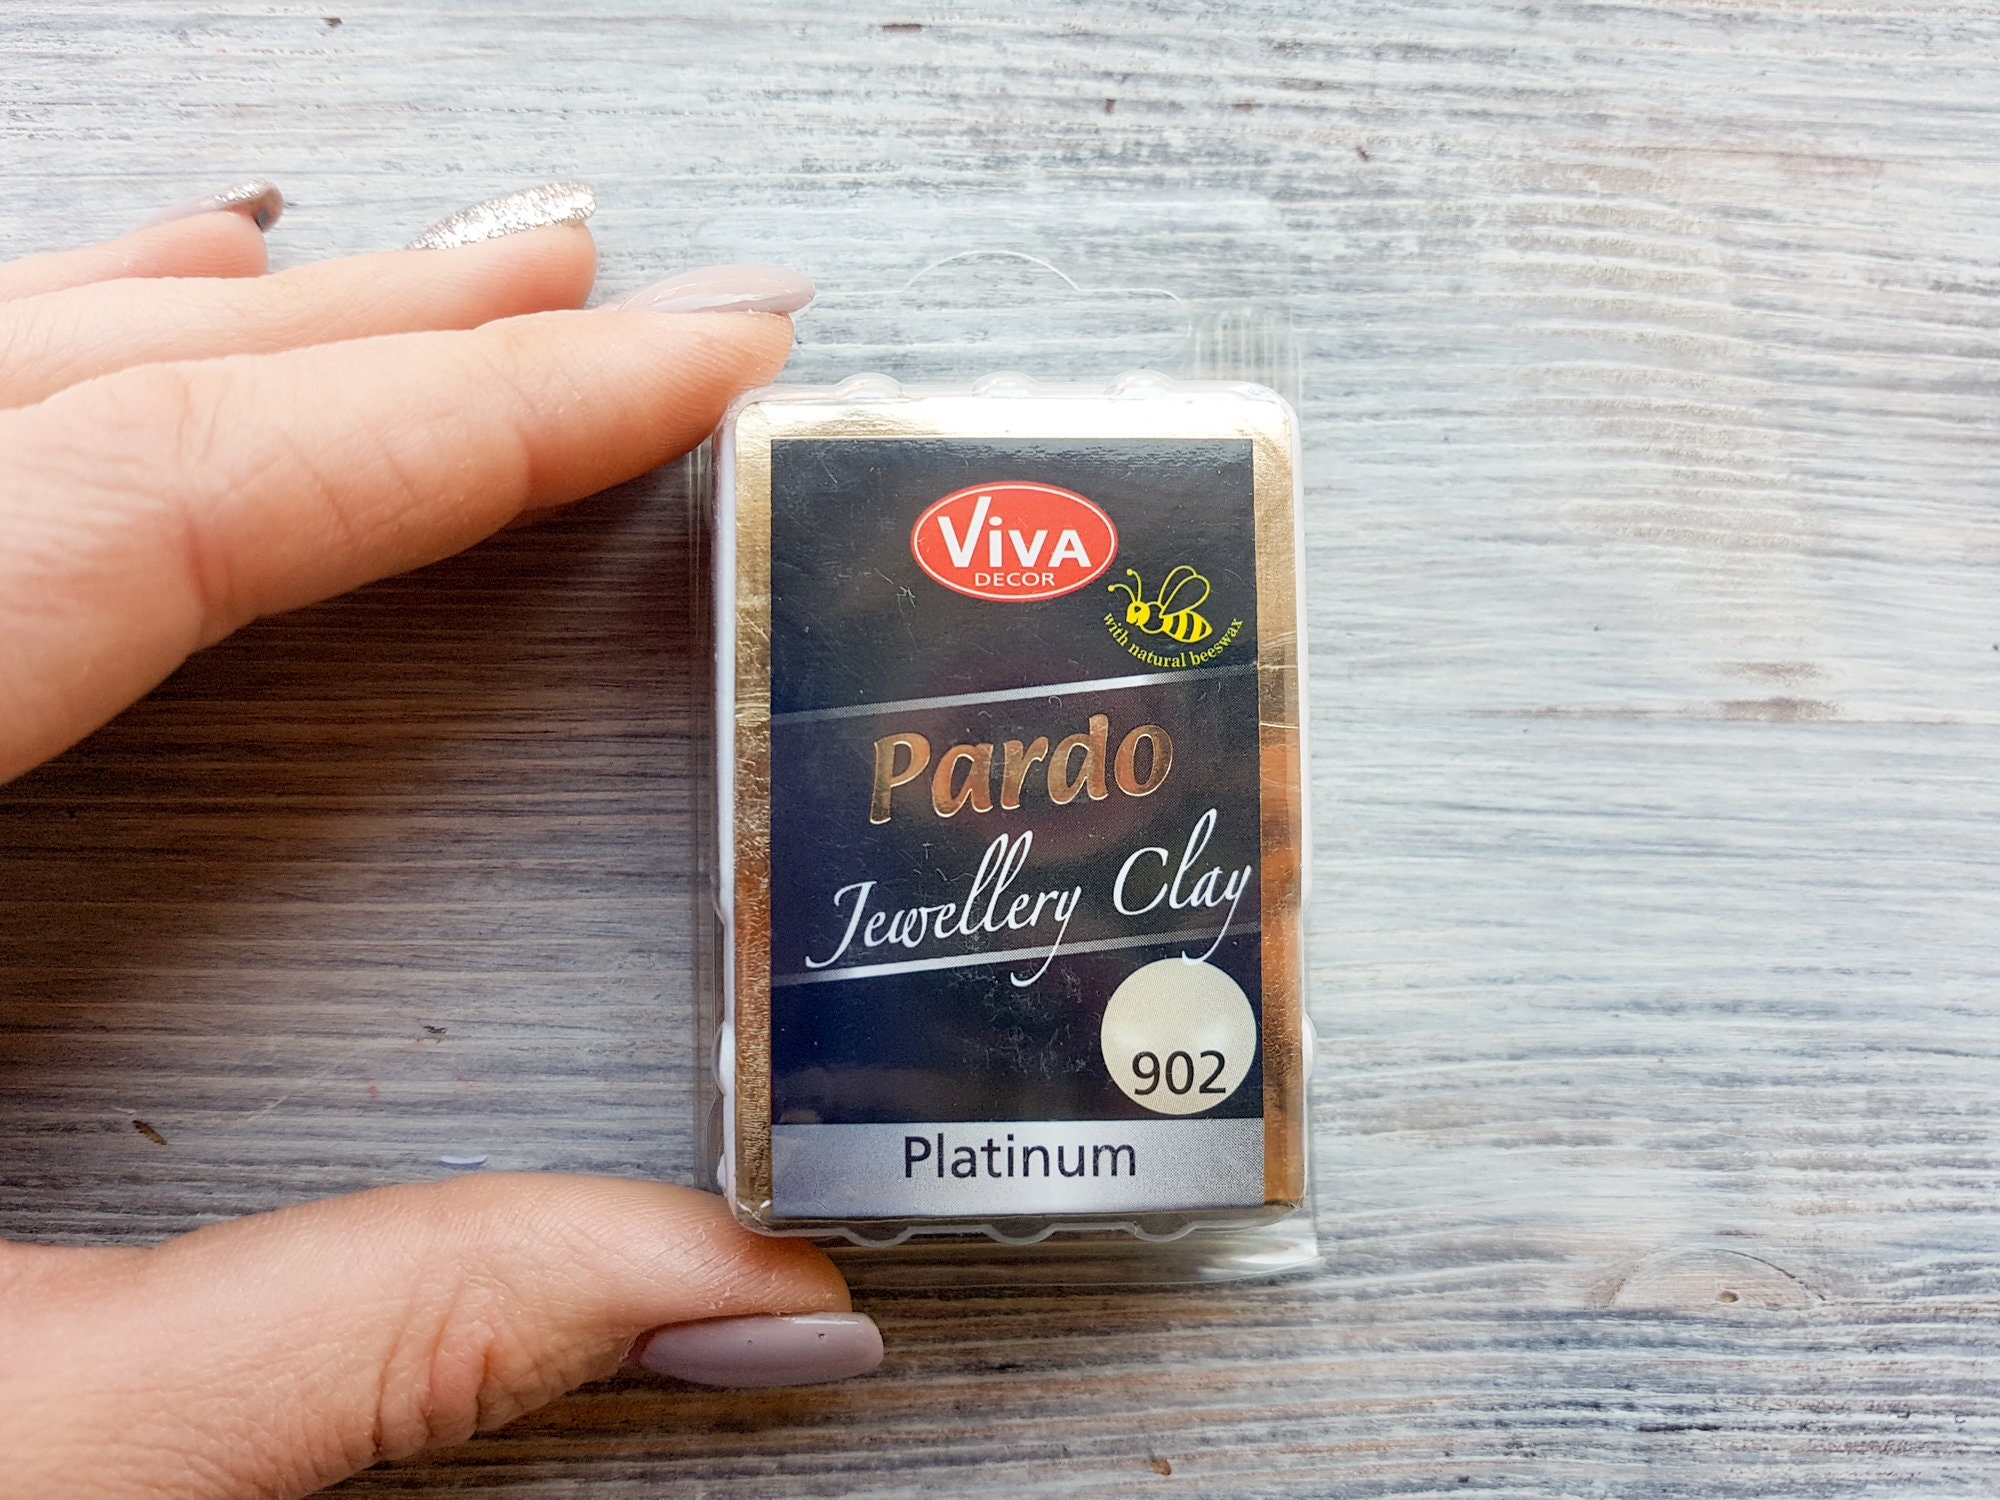 ViVA
DECOR
with natural beeswax
Pardo
Jewellery Clay
902
Platinum